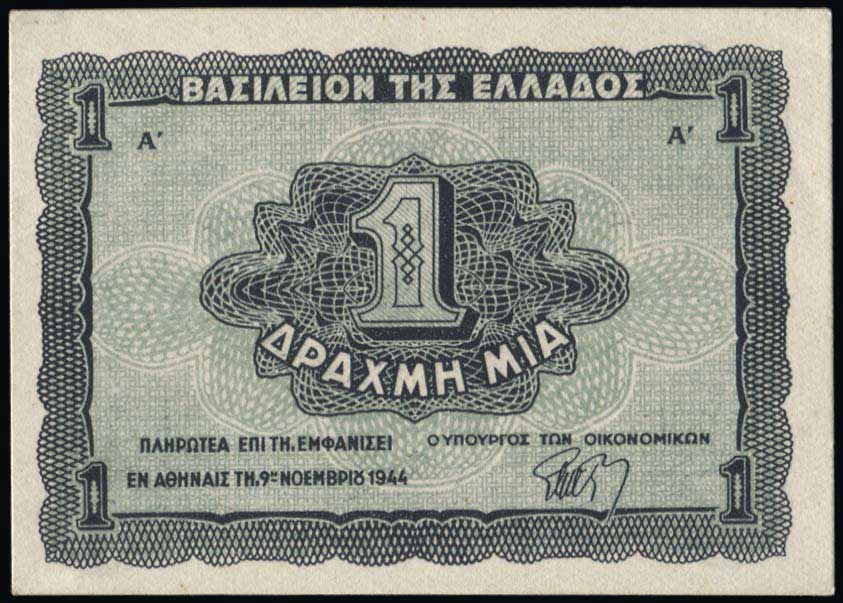 ΒΑΣΙΛΕΙΟΝ ΤΗΣ ΕΛΛΑΔΟΣ
1 1
Α' Α'
1
ΔΡΑΧΜΗ ΜΙΑ
ΠΛΗΡΩΤΕΑ ΕΠΙ ΤΗ, ΕΜΦΑΝΙΣΕΙ
Ο ΥΠΟΥΡΓΟΣ ΤΩΝ ΟΙΚΟΝΟΜΙΚΩΝ
ΕΝ ΑΘΗΝΑΙΣ ΤΗ, 9ῃ ΝΟΕΜΒΡΙȣ 1944
1 1